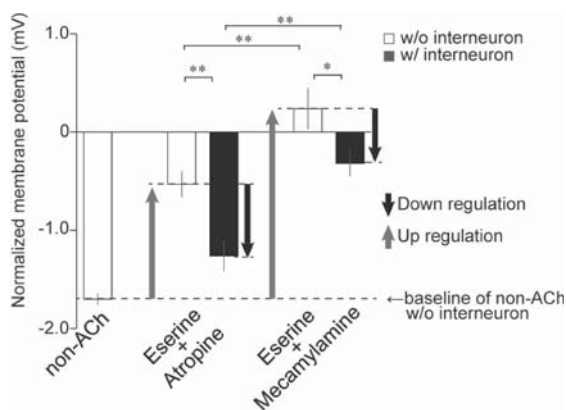 Normalized membrane potential (mV)
1.0
0
-1.0
-2.0
**
**
**
*
w/o interneuron
w/ interneuron
Down regulation
Up regulation
←baseline of non-ACh
w/o interneuron
non-ACh
Eserine
+
Atropine
Eserine
+
Mecamylamine